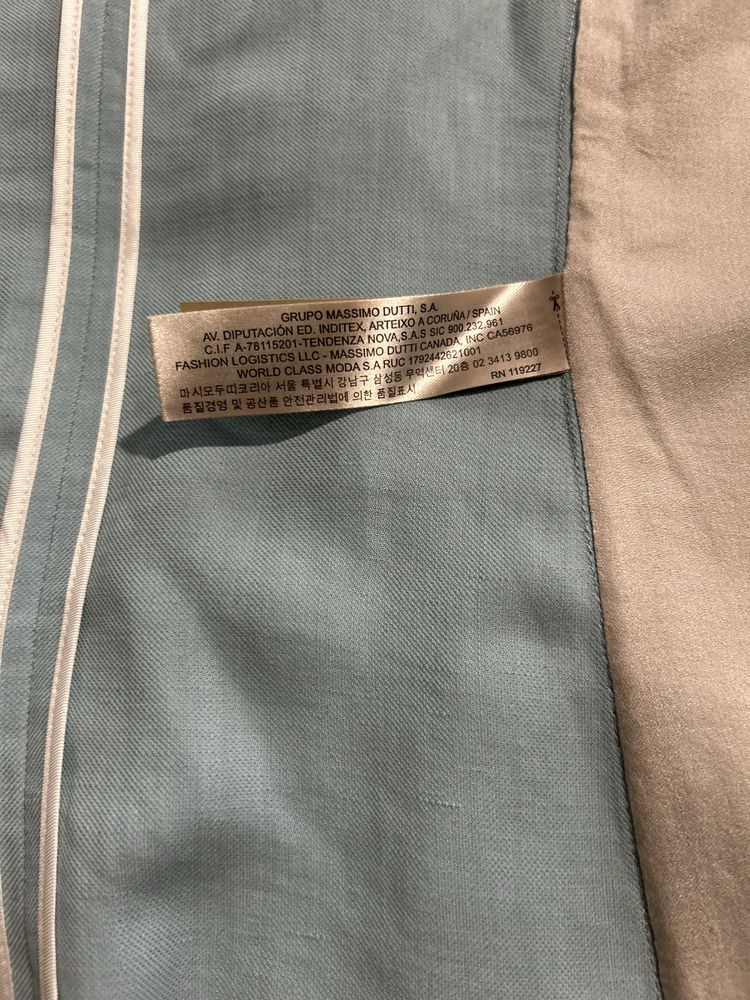 GRUPO MASSIMO DUTTI, S.A.
AV. DIPUTACIÓN ED. INDITEX, ARTEIXO A CORUÑA / SPAIN
C.I.F A-78115201-TENDENZA NOVA,S.A.S SIC 900.232.961
FASHION LOGISTICS LLC - MASSIMO DUTTI CANADA, INC CA56976
WORLD CLASS MODA S.A RUC 1792442621001
마시모두띠코리아 서울 특별시 강남구 삼성동 무역센터 20층 02 3413 9800
품질경영 및 공산품 안전관리법에 의한 품질표시
RN 119227